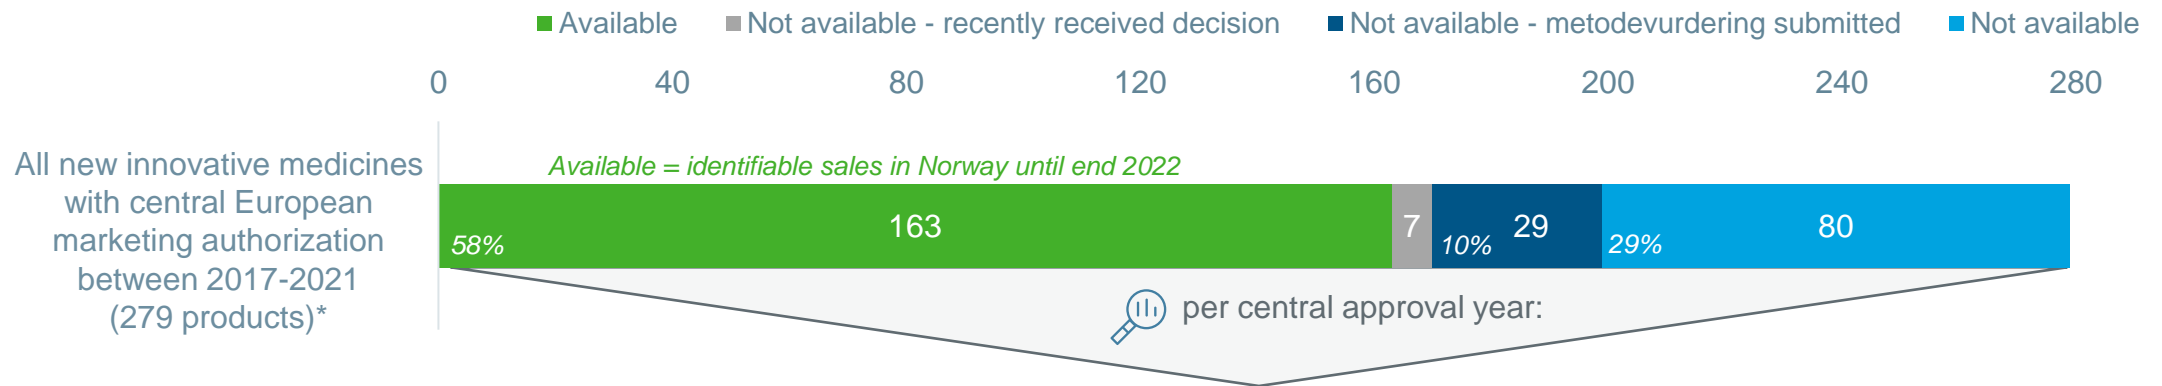 Available
Not available - recently received decision
Not available - metodevurdering submitted
Not available
0 40 80 120 160 200 240 280
All new innovative medicines
with central European
marketing authorization
between 2017-2021
(279 products)*
Available = identifiable sales in Norway until end 2022
58%
163
7
10%
29
29%
80
per central approval year: